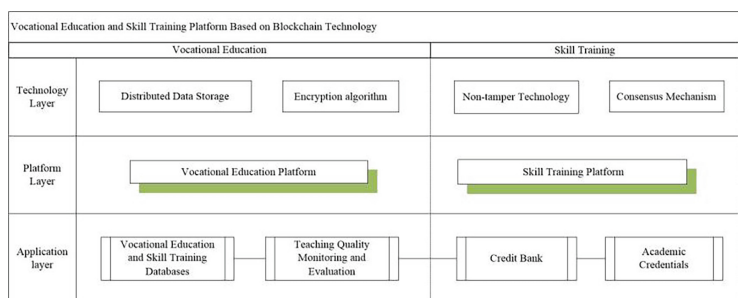 Vocational Education and Skill Training Platform Based on Blockchain Technology
Vocational Education
Skill Training
Technology
Layer
Distributed Data Storage
Encryption algorithm
Non-tamper Technology
Consensus Mechanism
Platform
Layer
Vocational Education Platform
Skill Training Platform
Application
layer
Vocational Education
and Skill Training
Databases
Teaching Quality
Monitoring and
Evaluation
Credit Bank
Academic
Credentials